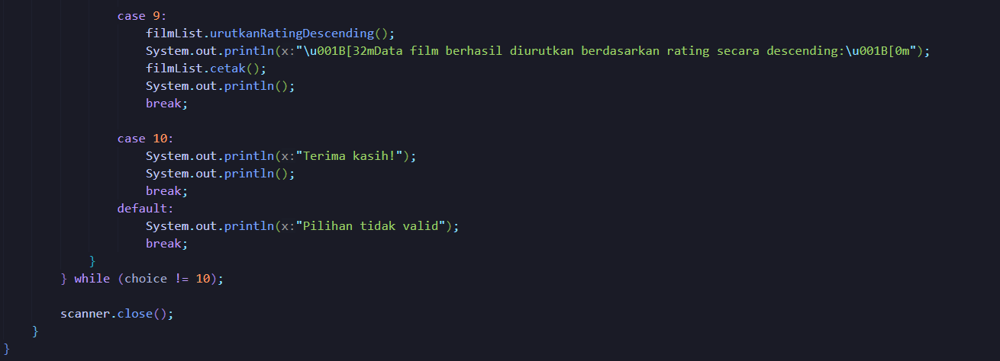 case 9:
filmList.urutkanRatingDescending();
System.out.println(x:"\u001B[32mData film berhasil diurutkan berdasarkan rating secara descending:\u001B[0m");
filmList.cetak();
System.out.println();
break;
case 10:
System.out.println(x:"Terima kasih!");
System.out.println();
break;
default:
System.out.println(x:"Pilihan tidak valid");
break;
}
} while (choice != 10);
scanner.close();
}
}